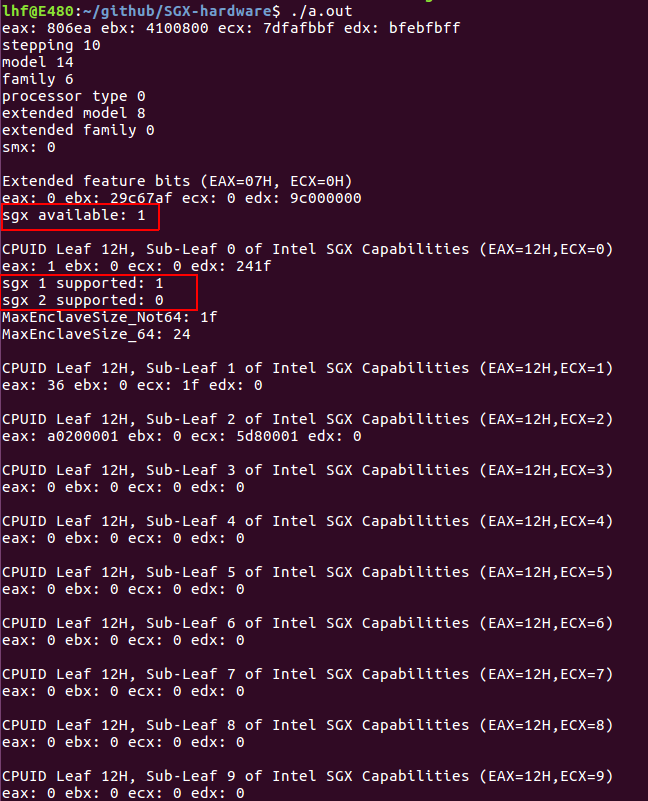 lhf@E480:~/github/SGX-hardware$ ./a.out
eax: 806ea ebx: 4100800 ecx: 7dfafbbf edx: bfebfbff
stepping 10
model 14
family 6
processor type 0
extended model 8
extended family 0
smx: 0
Extended feature bits (EAX=07H, ECX=0H)
eax: 0 ebx: 29c67af ecx: 0 edx: 9c000000
sgx available: 1
CPUID Leaf 12H, Sub-Leaf 0 of Intel SGX Capabilities (EAX=12H,ECX=0)
eax: 1 ebx: 0 ecx: 0 edx: 241f
sgx 1 supported: 1
sgx 2 supported: 0
MaxEnclaveSize_Not64: 1f
MaxEnclaveSize_64: 24
CPUID Leaf 12H, Sub-Leaf 1 of Intel SGX Capabilities (EAX=12H,ECX=1)
eax: 36 ebx: 0 ecx: 1f edx: 0
CPUID Leaf 12H, Sub-Leaf 2 of Intel SGX Capabilities (EAX=12H,ECX=2)
eax: a0200001 ebx: 0 ecx: 5d80001 edx: 0
CPUID Leaf 12H, Sub-Leaf 3 of Intel SGX Capabilities (EAX=12H,ECX=3)
eax: 0 ebx: 0 ecx: 0 edx: 0
CPUID Leaf 12H, Sub-Leaf 4 of Intel SGX Capabilities (EAX=12H,ECX=4)
eax: 0 ebx: 0 ecx: 0 edx: 0
CPUID Leaf 12H, Sub-Leaf 5 of Intel SGX Capabilities (EAX=12H,ECX=5)
eax: 0 ebx: 0 ecx: 0 edx: 0
CPUID Leaf 12H, Sub-Leaf 6 of Intel SGX Capabilities (EAX=12H,ECX=6)
eax: 0 ebx: 0 ecx: 0 edx: 0
CPUID Leaf 12H, Sub-Leaf 7 of Intel SGX Capabilities (EAX=12H,ECX=7)
eax: 0 ebx: 0 ecx: 0 edx: 0
CPUID Leaf 12H, Sub-Leaf 8 of Intel SGX Capabilities (EAX=12H,ECX=8)
eax: 0 ebx: 0 ecx: 0 edx: 0
CPUID Leaf 12H, Sub-Leaf 9 of Intel SGX Capabilities (EAX=12H,ECX=9)
eax: 0 ebx: 0 ecx: 0 edx: 0